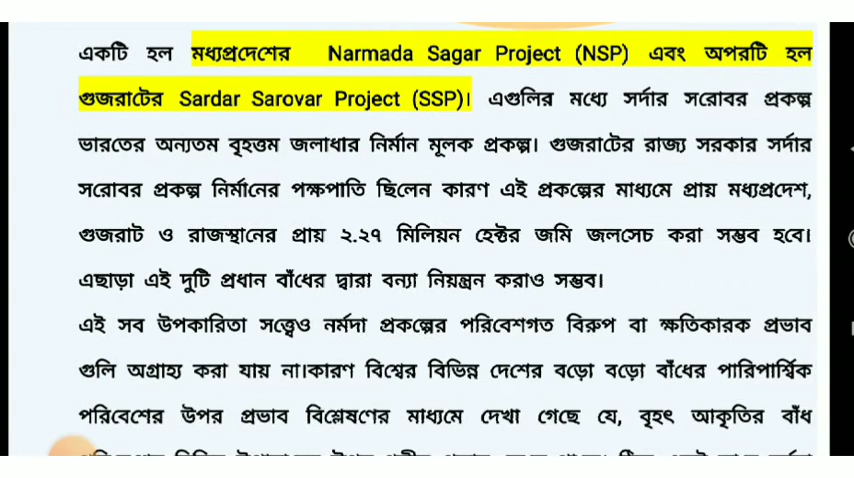 একটি হল মধ্যপ্রদেশের Narmada Sagar Project (NSP) এবং অপরটি হল
গুজরাটের Sardar Sarovar Project (SSP)। এগুলির মধ্যে সর্দার সরোবর প্রকল্প
ভারতের অন্যতম বৃহত্তম জলাধার নির্মান মূলক প্রকল্প। গুজরাটের রাজ্য সরকার সর্দার
সরোবর প্রকল্প নির্মানের পক্ষপাতি ছিলেন কারণ এই প্রকল্পের মাধ্যমে প্রায় মধ্যপ্রদেশ,
গুজরাট ও রাজস্থানের প্রায় ২.২৭ মিলিয়ন হেক্টর জমি জলসেচ করা সম্ভব হবে।
এছাড়া এই দুটি প্রধান বাঁধের দ্বারা বন্যা নিয়ন্ত্রন করাও সম্ভব।
এই সব উপকারিতা সত্ত্বেও নর্মদা প্রকল্পের পরিবেশগত বিরুপ বা ক্ষতিকারক প্রভাব
গুলি অগ্রাহ্য করা যায় না।কারণ বিশ্বের বিভিন্ন দেশের বড়ো বড়ো বাঁধের পারিপার্শ্বিক
পরিবেশের উপর প্রভাব বিশ্লেষণের মাধ্যমে দেখা গেছে যে, বৃহৎ আকৃতির বাঁধ